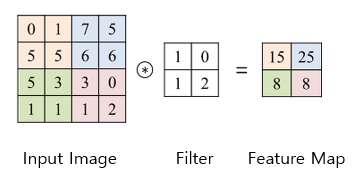 0 1 7 5
5 5 6 6
5 3 3 0
1 1 1 2
1 0
1 2
=
15 25
8 8
Input Image
Filter
Feature Map